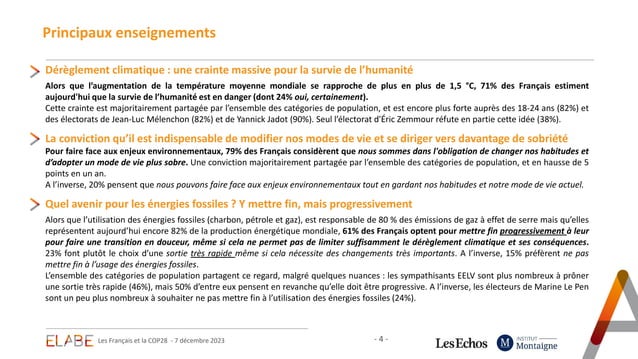 Principaux enseignements
Dérèglement climatique : une crainte massive pour la survie de l’humanité
Alors que l’augmentation de la température moyenne mondiale se rapproche de plus en plus de 1,5 °C, 71% des Français estiment
aujourd'hui que la survie de l’humanité est en danger (dont 24% oui, certainement).
Cette crainte est majoritairement partagée par l’ensemble des catégories de population, et est encore plus forte auprès des 18-24 ans (82%) et
des électorats de Jean-Luc Mélenchon (82%) et de Yannick Jadot (90%). Seul l’électorat d’Éric Zemmour réfute en partie cette idée (38%).
La conviction qu’il est indispensable de modifier nos modes de vie et se diriger vers davantage de sobriété
Pour faire face aux enjeux environnementaux, 79% des Français considèrent que nous sommes dans l’obligation de changer nos habitudes et
d’adopter un mode de vie plus sobre. Une conviction majoritairement partagée par l’ensemble des catégories de population, et en hausse de 5
points en un an.
A l’inverse, 20% pensent que nous pouvons faire face aux enjeux environnementaux tout en gardant nos habitudes et notre mode de vie actuel.
Quel avenir pour les énergies fossiles ? Y mettre fin, mais progressivement
Alors que l’utilisation des énergies fossiles (charbon, pétrole et gaz), est responsable de 80 % des émissions de gaz à effet de serre mais qu’elles
représentent aujourd’hui encore 82% de la production énergétique mondiale, 61% des Français optent pour mettre fin progressivement à leur
pour faire une transition en douceur, même si cela ne permet pas de limiter suffisamment le dérèglement climatique et ses conséquences.
23% font plutôt le choix d’une sortie très rapide même si cela nécessite des changements très importants. A l’inverse, 15% préfèrent ne pas
mettre fin à l’usage des énergies fossiles.
L’ensemble des catégories de population partagent ce regard, malgré quelques nuances : les sympathisants EELV sont plus nombreux à prôner
une sortie très rapide (46%), mais 50% d’entre eux pensent en revanche qu’elle doit être progressive. A l’inverse, les électeurs de Marine Le Pen
sont un peu plus nombreux à souhaiter ne pas mettre fin à l’utilisation des énergies fossiles (24%).
ELABE
Les Français et la COP28 - 7 décembre 2023
- 4 -
Les Echos
M
INSTITUT
Montaigne